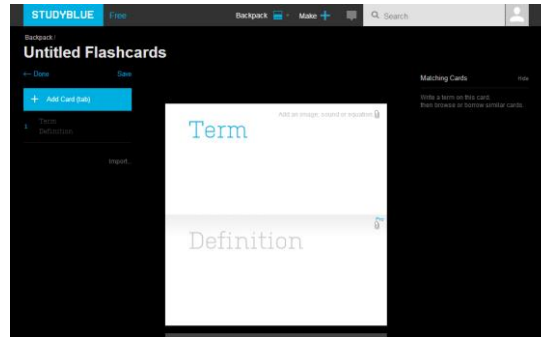 STUDYBLUE Free Backpack Make Search
Backpack /
Untitled Flashcards
← Done Save
+ Add Card (tab)
1 Term
Definition
Import...
Add an image, sound or equation
Term
Definition
Matching Cards Hide
Write a term on this card,
then browse or borrow similar cards.